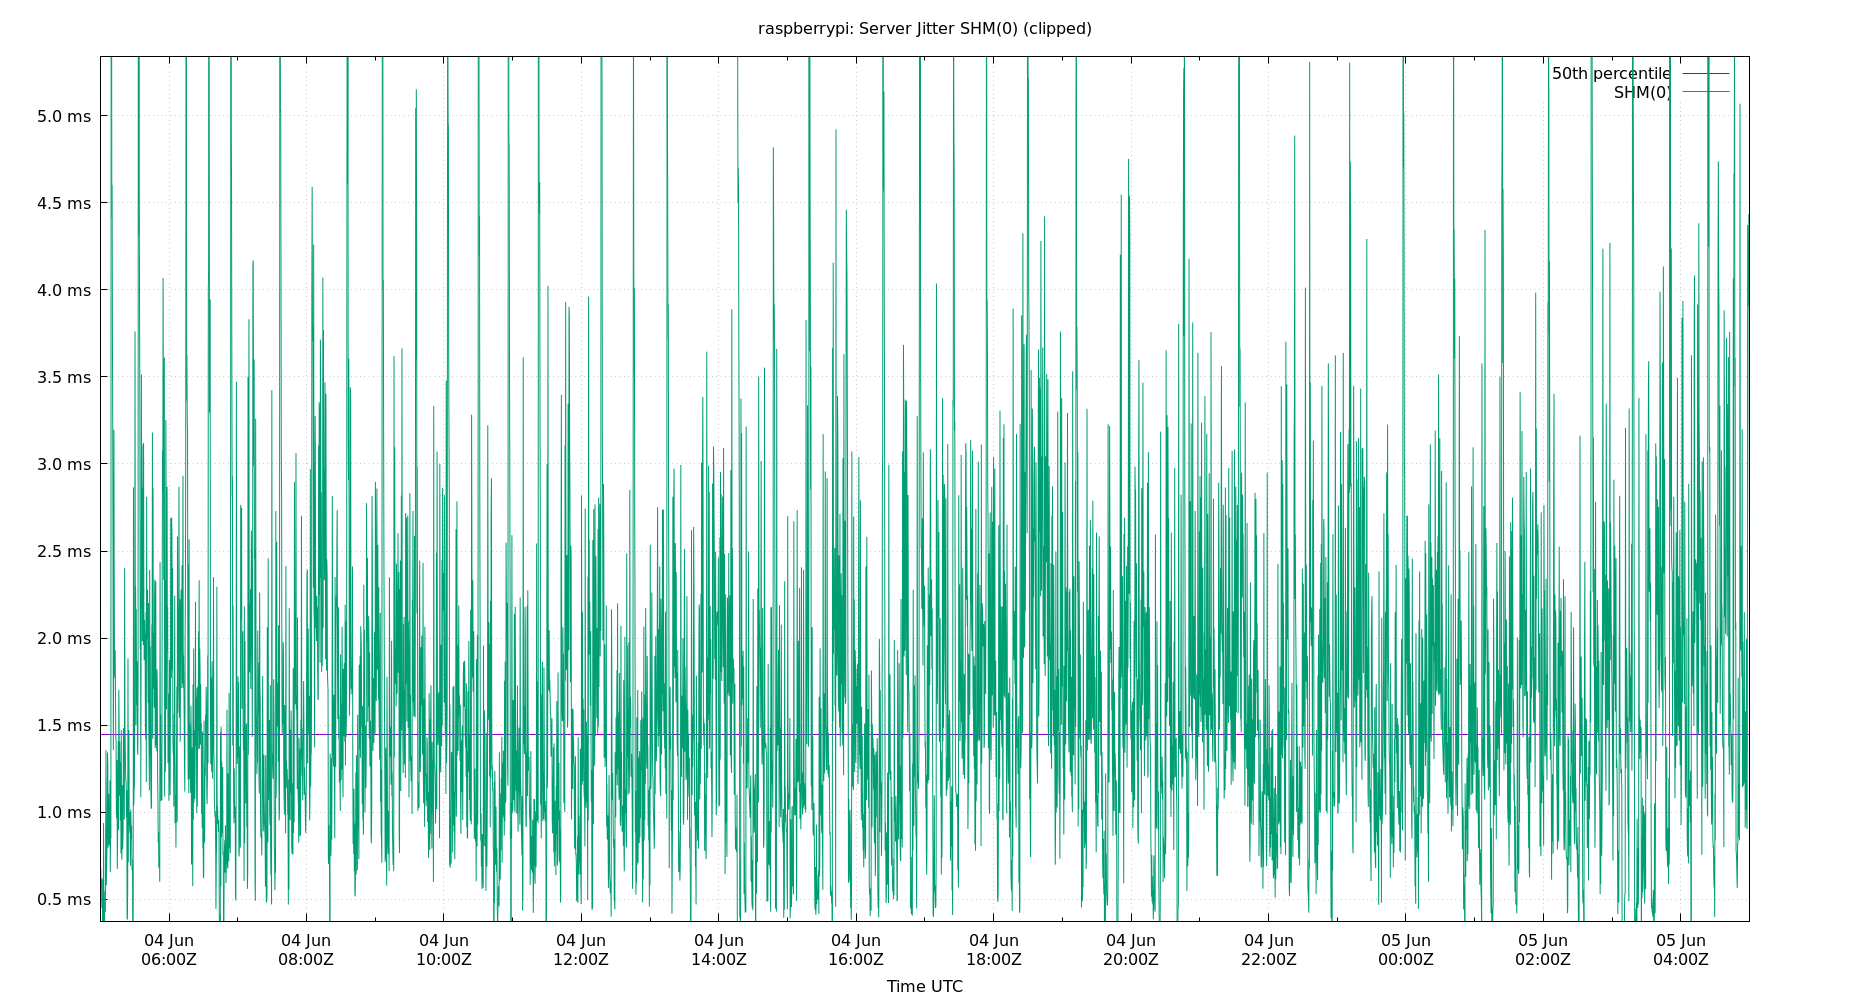 raspberrypi: Server Jitter SHM(0) (clipped)
50th percentile
SHM(0)
5.0 ms
4.5 ms
4.0 ms
3.5 ms
3.0 ms
2.5 ms
2.0 ms
1.5 ms
1.0 ms
0.5 ms
04 Jun 04 Jun 04 Jun 04 Jun 04 Jun 04 Jun 04 Jun 04 Jun 04 Jun 05 Jun 05 Jun 05 Jun
06:00Z 08:00Z 10:00Z 12:00Z 14:00Z 16:00Z 18:00Z 20:00Z 22:00Z 00:00Z 02:00Z 04:00Z
Time UTC